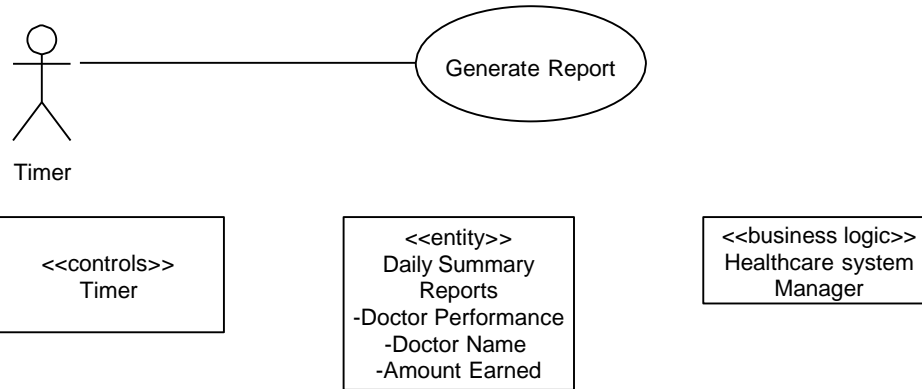 Generate Report
Timer
<<controls>>
Timer
<<entity>>
Daily Summary
Reports
-Doctor Performance
-Doctor Name
-Amount Earned
<<business logic>>
Healthcare system
Manager